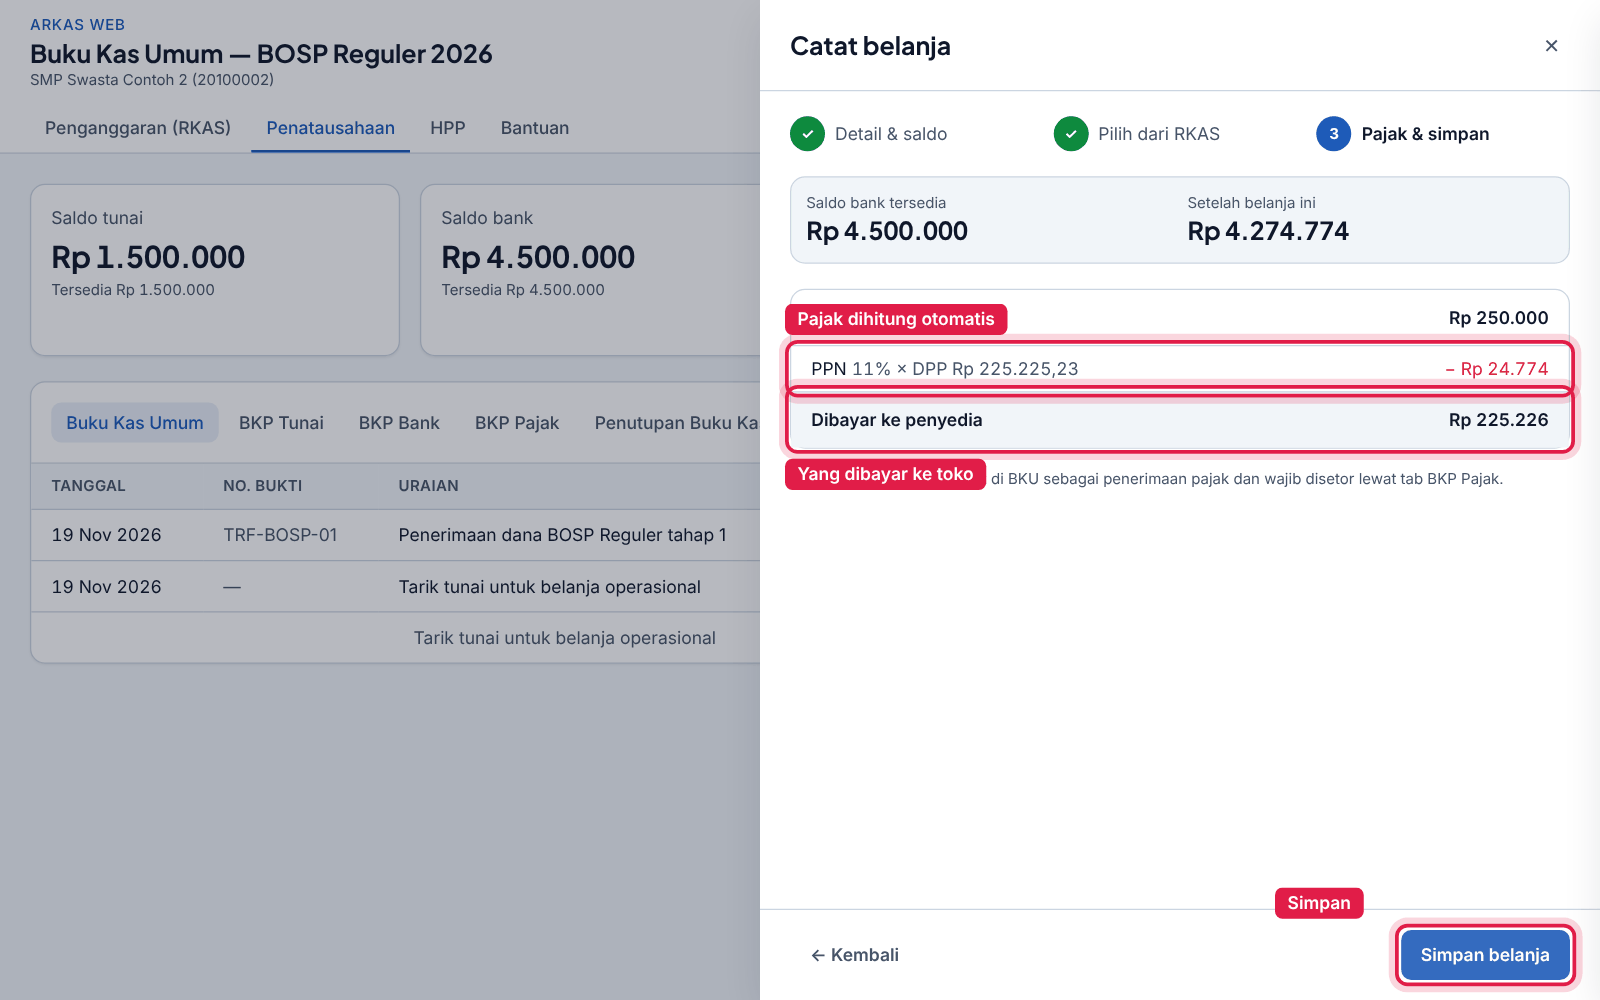 ARKAS WEB
Buku Kas Umum — BOSP Reguler 2026
SMP Swasta Contoh 2 (20100002)
Penganggaran (RKAS) Penatausahaan HPP Bantuan
Saldo tunai
Rp 1.500.000
Tersedia Rp 1.500.000
Saldo bank
Rp 4.500.000
Tersedia Rp 4.500.000
Buku Kas Umum BKP Tunai BKP Bank BKP Pajak Penutupan Buku Ka
TANGGAL NO. BUKTI URAIAN
19 Nov 2026 TRF-BOSP-01 Penerimaan dana BOSP Reguler tahap 1
19 Nov 2026 — Tarik tunai untuk belanja operasional
Tarik tunai untuk belanja operasional
Catat belanja ×
Detail & saldo Pilih dari RKAS 3 Pajak & simpan
Saldo bank tersedia
Rp 4.500.000
Setelah belanja ini
Rp 4.274.774
Pajak dihitung otomatis Rp 250.000
PPN 11% × DPP Rp 225.225,23 − Rp 24.774
Dibayar ke penyedia Rp 225.226
Yang dibayar ke toko di BKU sebagai penerimaan pajak dan wajib disetor lewat tab BKP Pajak.
Simpan
← Kembali Simpan belanja